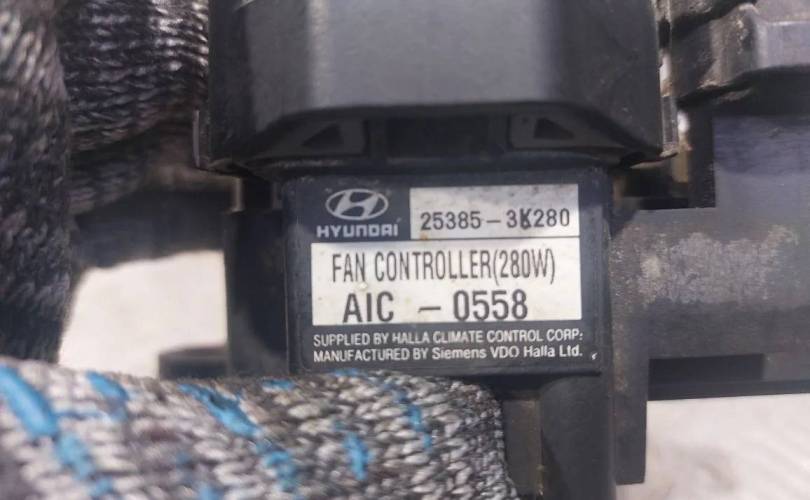 HYUNDAI
25385-3K280
FAN CONTROLLER(280W)
AIC - 0558
SUPPLIED BY HALLA CLIMATE CONTROL CORP.
MANUFACTURED BY Siemens VDO Halla Ltd.